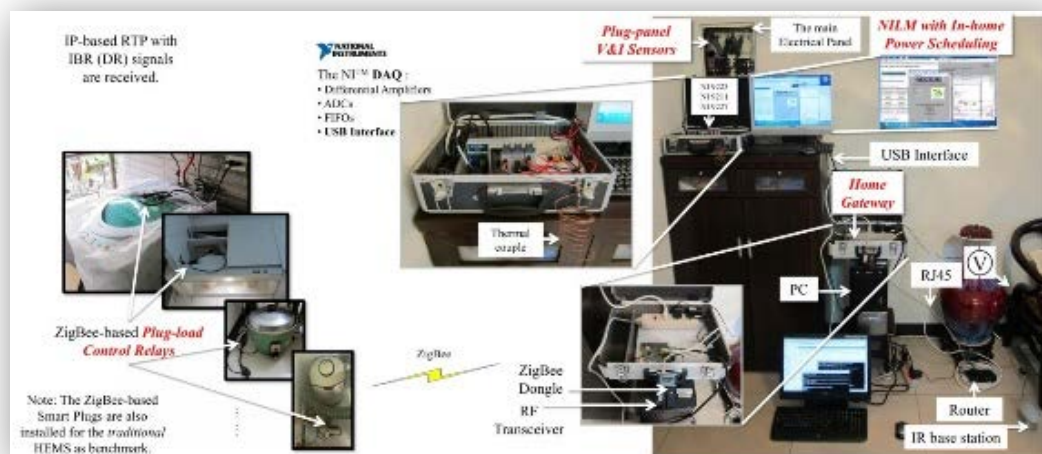 IP-based RTP with
IBR (DR) signals
are received.
NATIONAL
INSTRUMENTS
The NI™ DAQ :
• Differential Amplifiers
• ADCs
• FIFOs
• USB Interface
Plug-panel
V&I Sensors
The main
Electrical Panel
NILM with In-home
Power Scheduling
NI9225
NI9211
NI9227
USB Interface
Home
Gateway
Thermal
couple
PC
RJ45
V
ZigBee-based Plug-load
Control Relays
ZigBee
ZigBee
Dongle
RF
Transceiver
Note: The ZigBee-based
Smart Plugs are also
installed for the traditional
HEMS as benchmark.
Router
IR base station